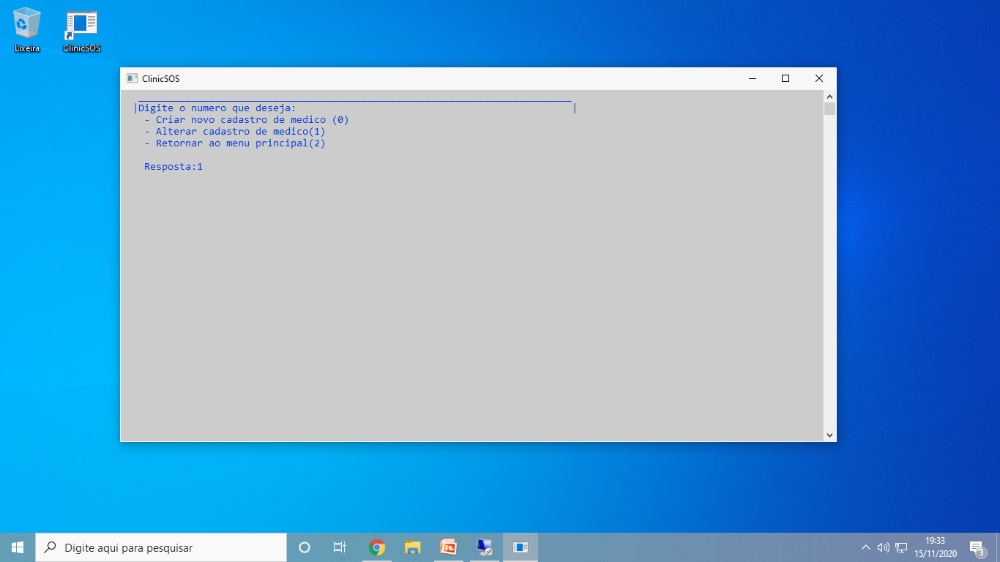 Lixeira
ClinicSOS
ClinicSOS
|Digite o numero que deseja: |
- Criar novo cadastro de medico (0)
- Alterar cadastro de medico(1)
- Retornar ao menu principal(2)
Resposta:1
Digite aqui para pesquisar
19:33
15/11/2020
3